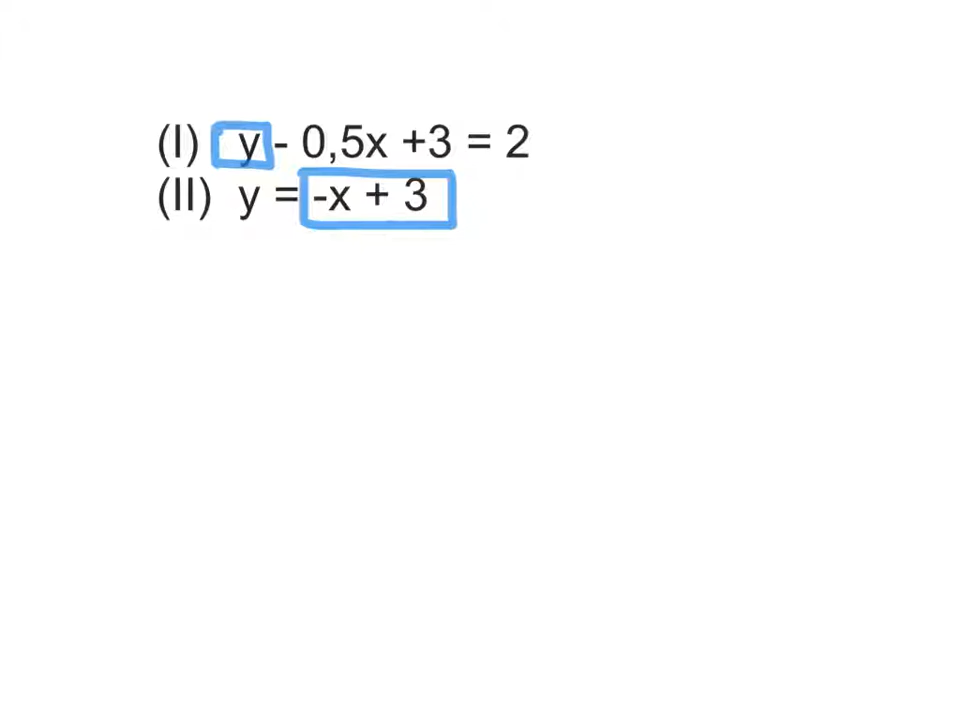 (I) y - 0,5x +3 = 2
(II) y = -x + 3